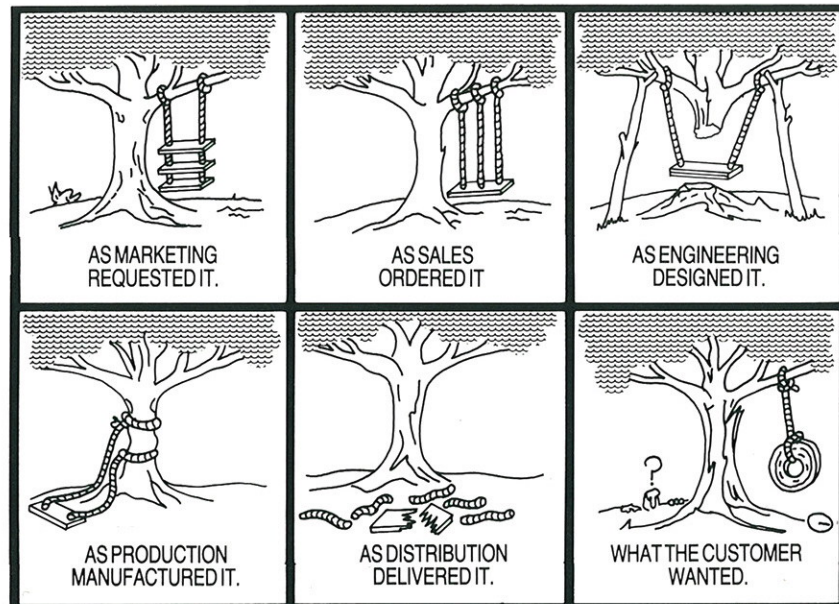 AS MARKETING
REQUESTED IT.
AS SALES
ORDERED IT
AS ENGINEERING
DESIGNED IT.
AS PRODUCTION
MANUFACTURED IT.
AS DISTRIBUTION
DELIVERED IT.
?
WHAT THE CUSTOMER
WANTED.